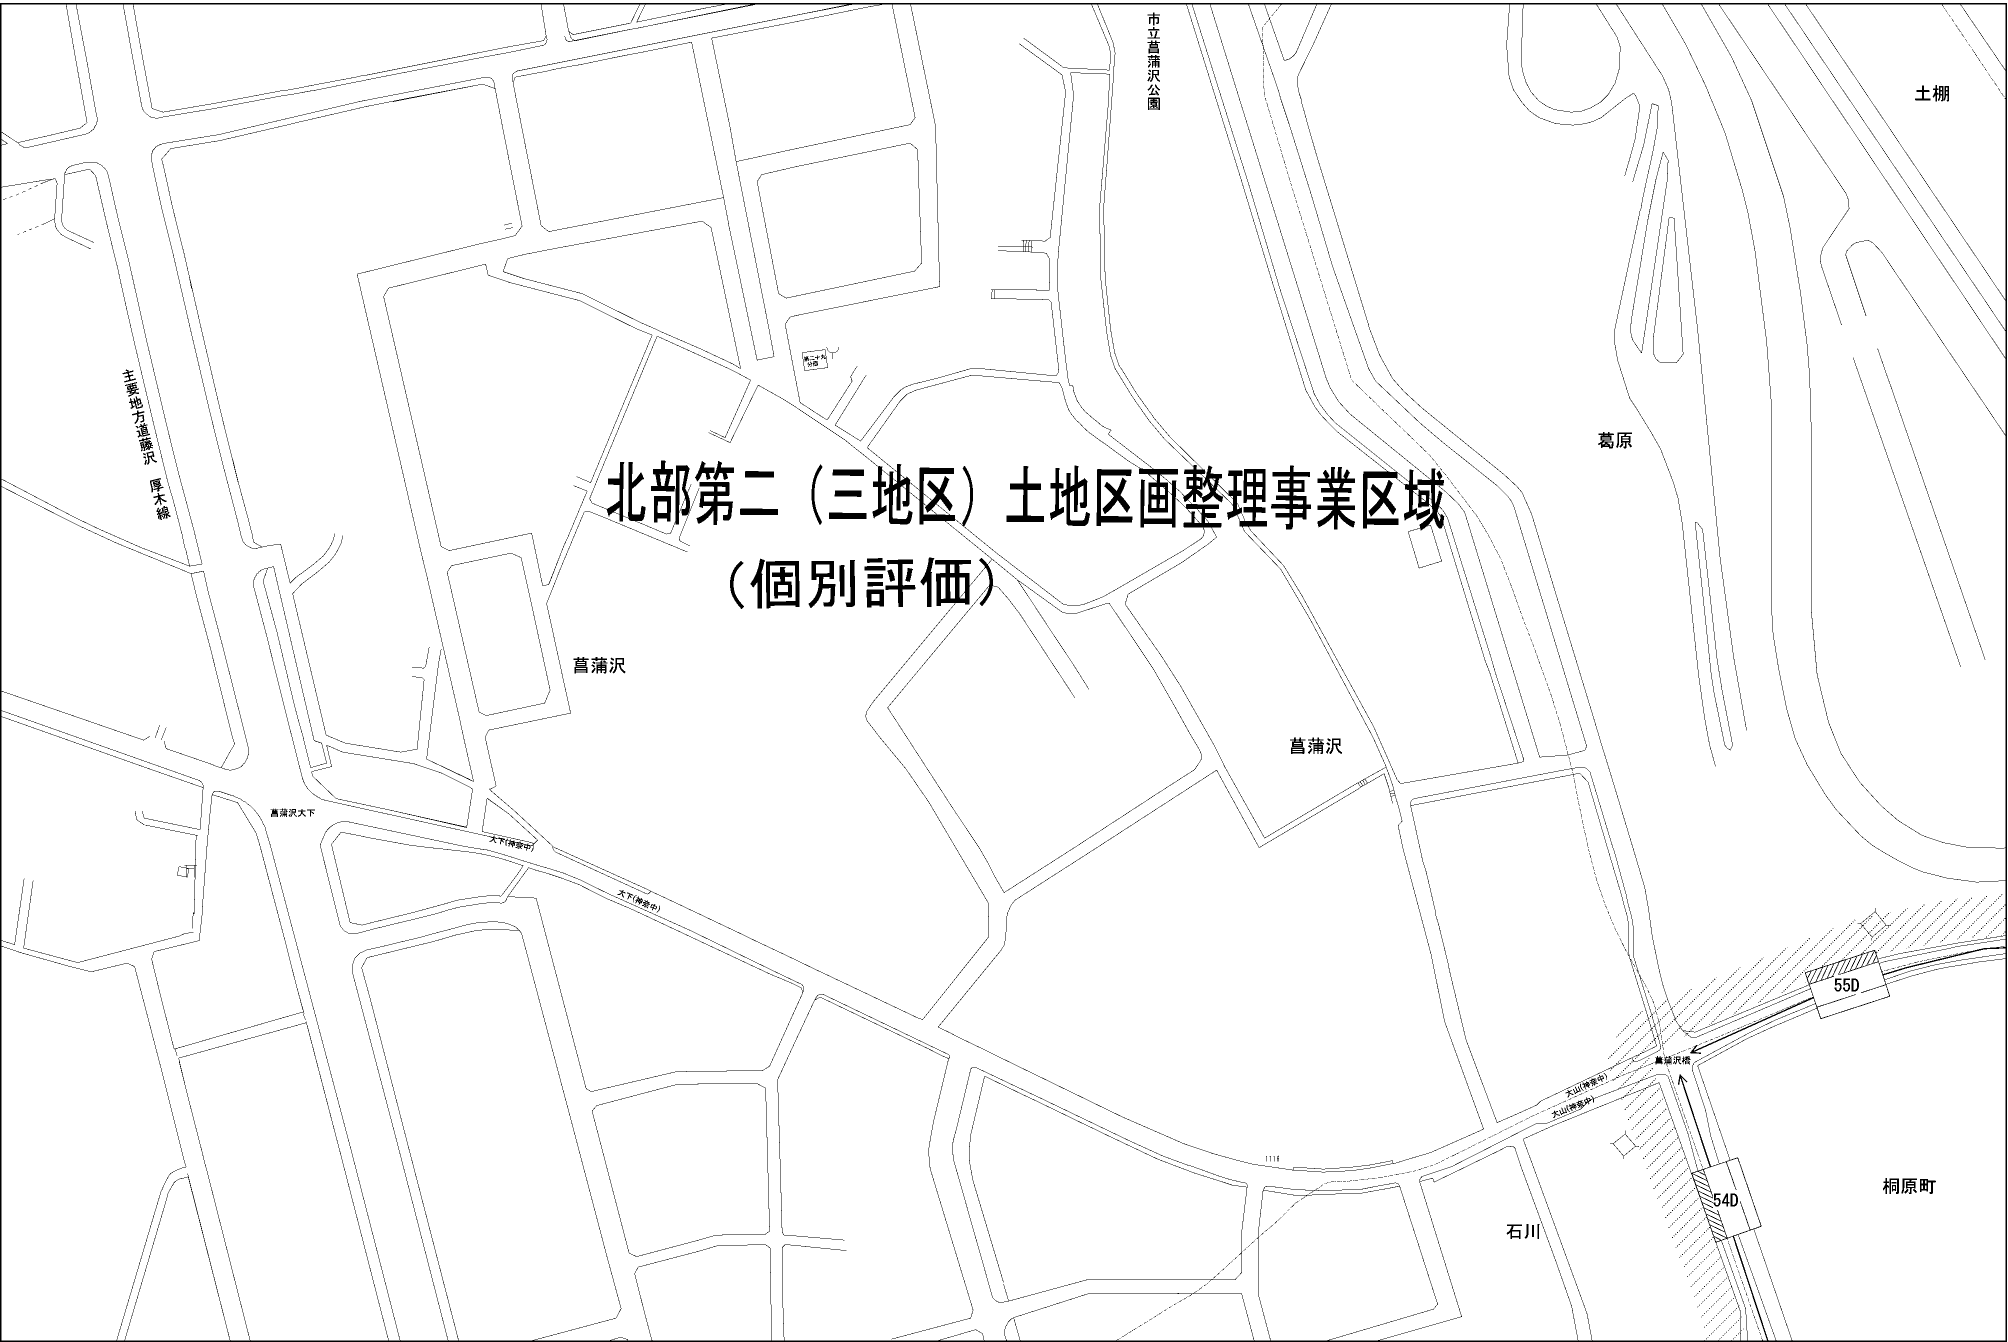 市立菖蒲沢公園
土棚
主要地方道藤沢 厚木線
葛原
北部第二（三地区）土地区画整理事業区域
（個別評価）
菖蒲沢
菖蒲沢
菖蒲沢大下
大下(神奈中)
大下(神奈中)
55D
菖蒲沢橋
大山(神奈中)
大山(神奈中)
桐原町
54D
石川